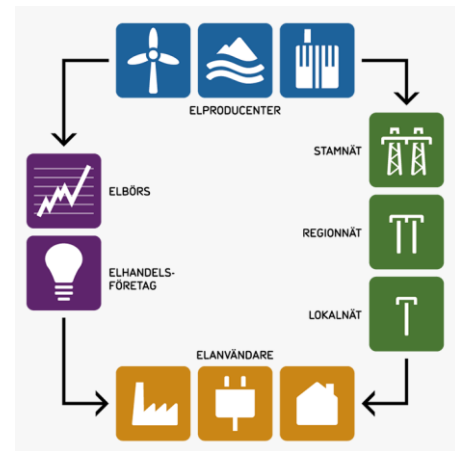 ELPRODUCENTER
STAMNÄT
ELBÖRS
REGIONNÄT
ELHANDELS-
FÖRETAG
LOKALNÄT
ELANVÄNDARE